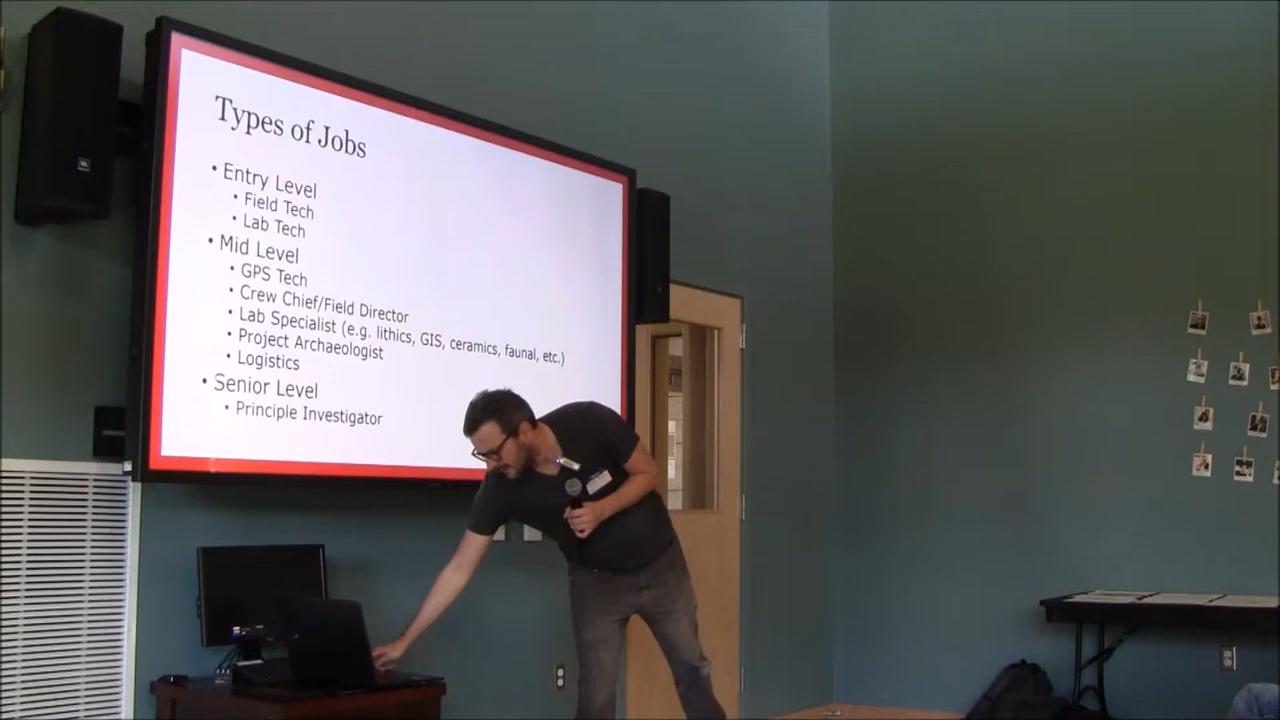 Types of Jobs
• Entry Level
• Field Tech
• Lab Tech
• Mid Level
• GPS Tech
• Crew Chief/Field Director
• Lab Specialist (e.g. lithics, GIS, ceramics, faunal, etc.)
• Project Archaeologist
• Logistics
• Senior Level
• Principle Investigator
JBL